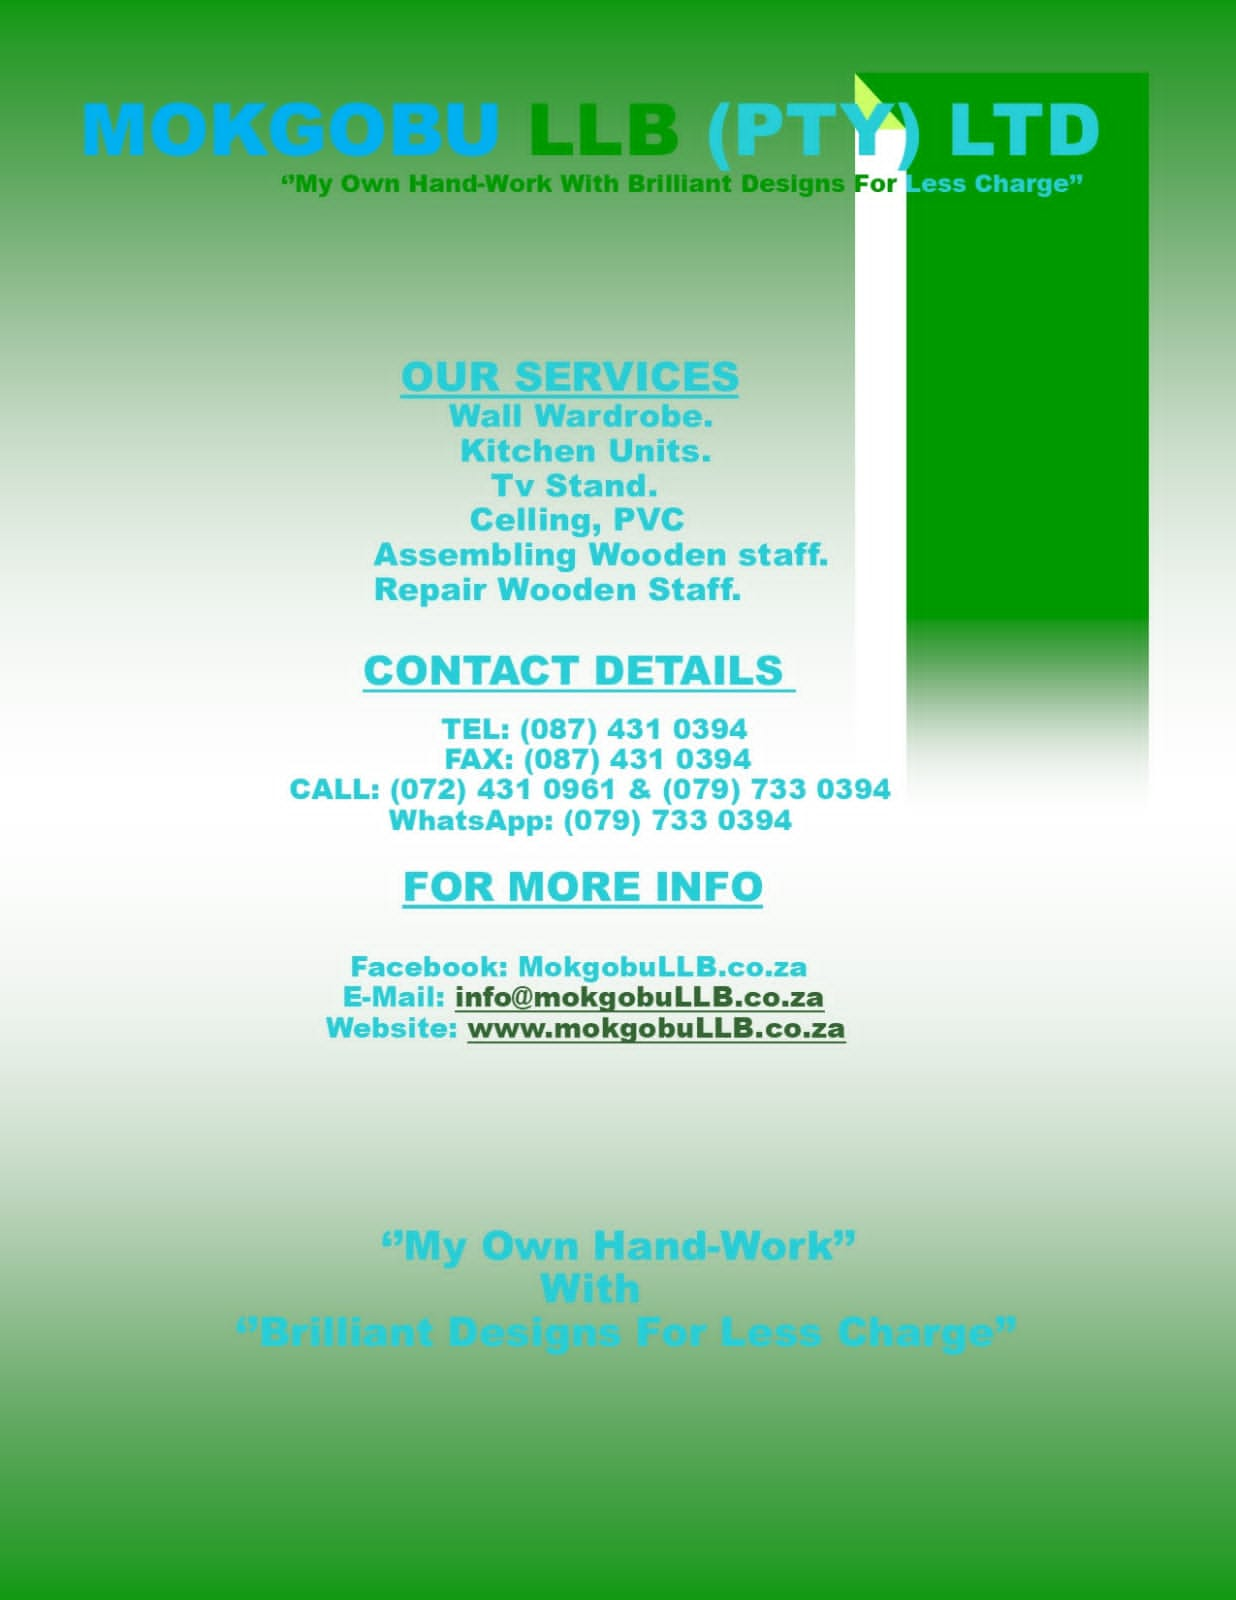 MOKGOBU LLB (PTY) LTD
‘’My Own Hand-Work With Brilliant Designs For Less Charge’’
OUR SERVICES
Wall Wardrobe.
Kitchen Units.
Tv Stand.
Celling, PVC
Assembling Wooden staff.
Repair Wooden Staff.
CONTACT DETAILS
TEL: (087) 431 0394
FAX: (087) 431 0394
CALL: (072) 431 0961 & (079) 733 0394
WhatsApp: (079) 733 0394
FOR MORE INFO
Facebook: MokgobuLLB.co.za
E-Mail: info@mokgobuLLB.co.za
Website: www.mokgobuLLB.co.za
‘’My Own Hand-Work’’
With
‘’Brilliant Designs For Less Charge’’